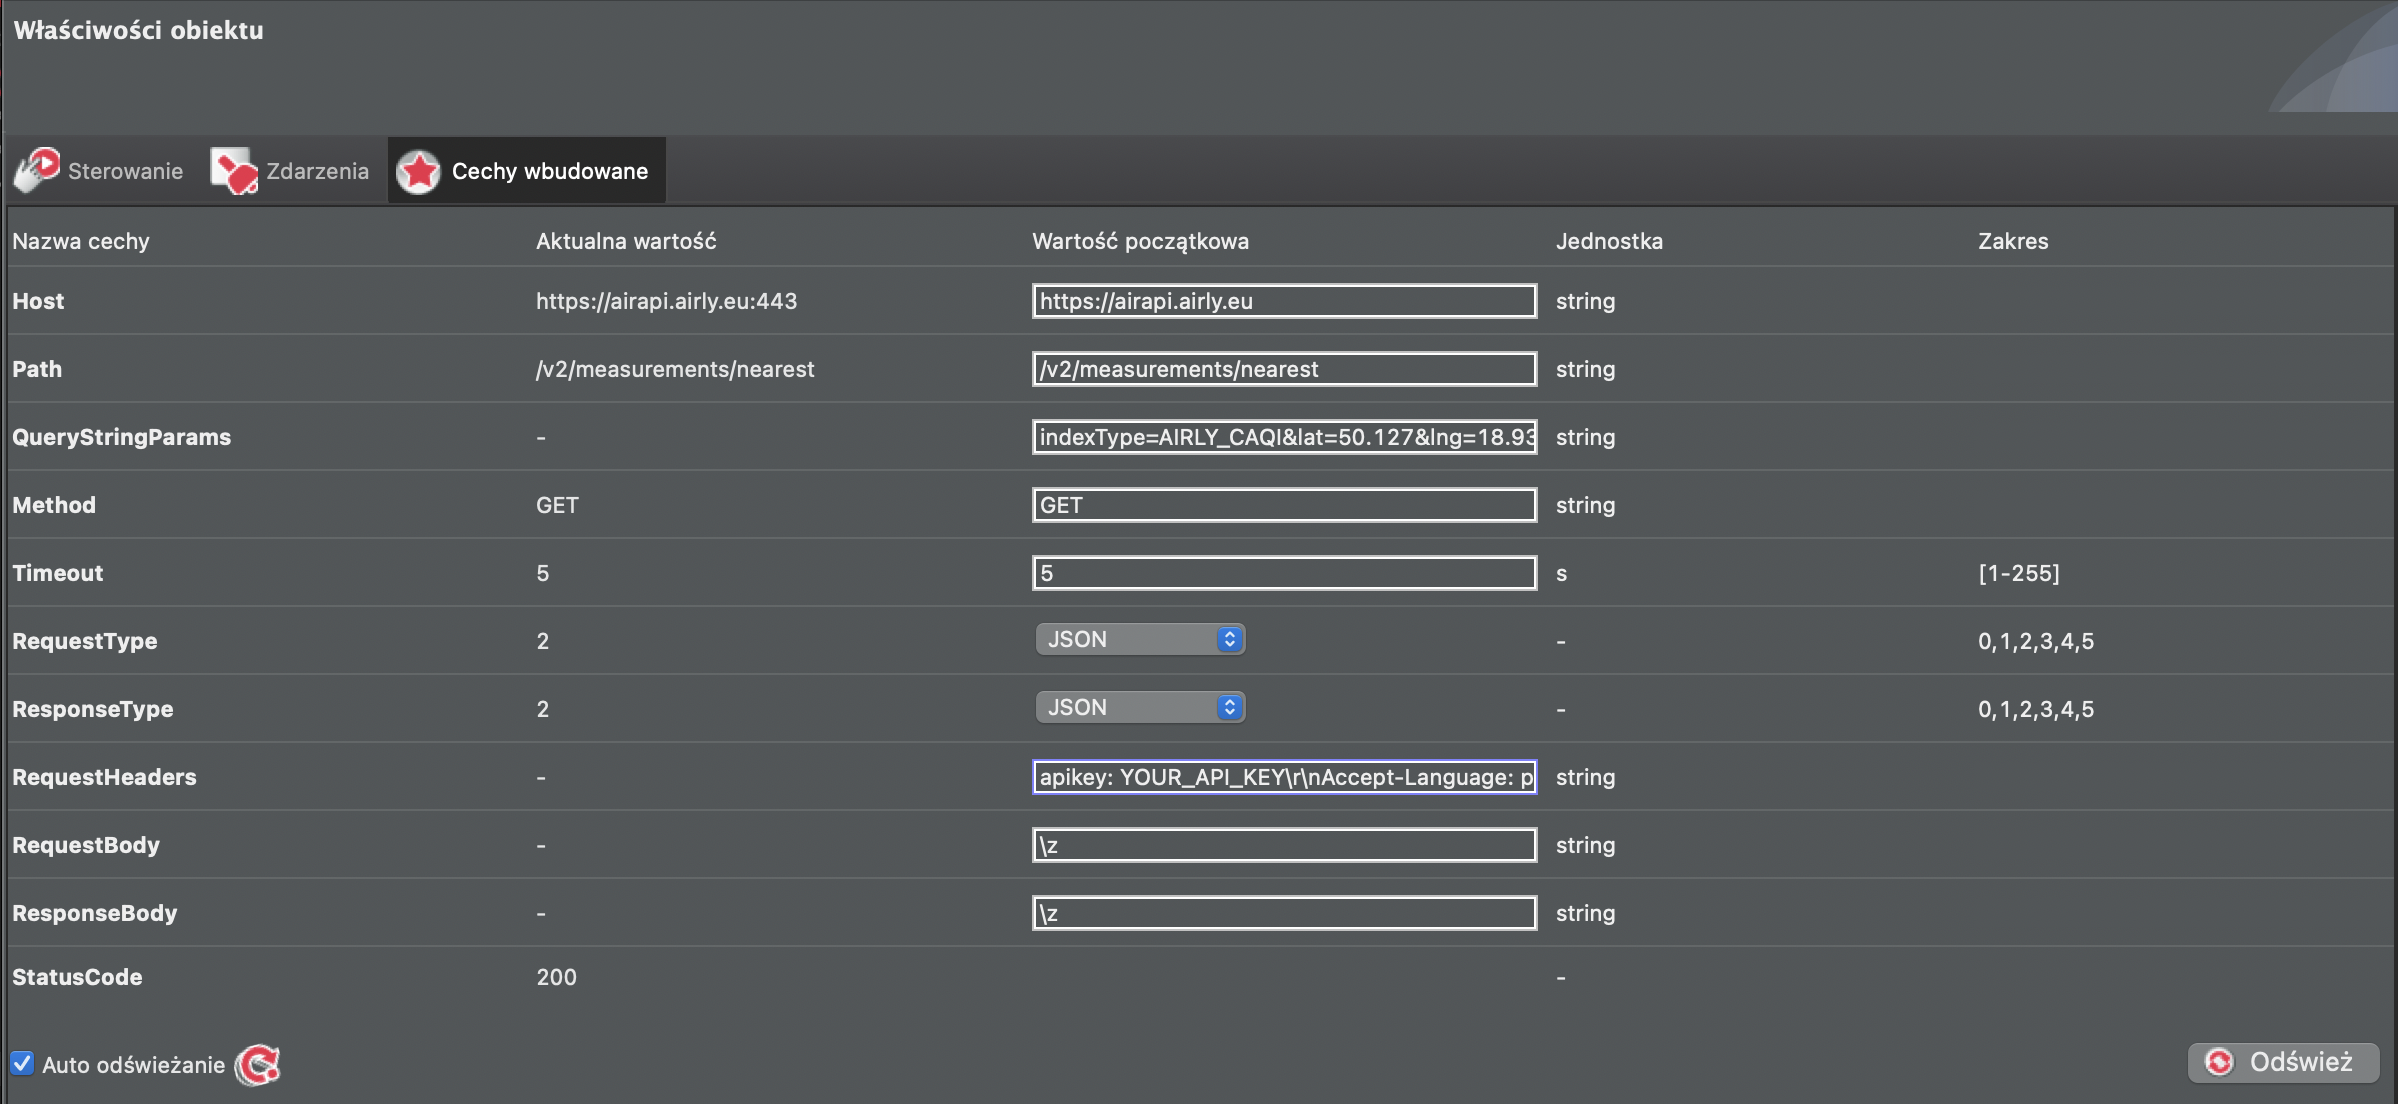 Właściwości obiektu
Sterowanie Zdarzenia Cechy wbudowane
Nazwa cechy Aktualna wartość Wartość początkowa Jednostka Zakres
Host https://airapi.airly.eu:443 https://airapi.airly.eu string
Path /v2/measurements/nearest /v2/measurements/nearest string
QueryStringParams - indexType=AIRLY_CAQI&lat=50.127&lng=18.93 string
Method GET GET string
Timeout 5 5 s [1-255]
RequestType 2 JSON - 0,1,2,3,4,5
ResponseType 2 JSON - 0,1,2,3,4,5
RequestHeaders - apikey: YOUR_API_KEY\r\nAccept-Language: p string
RequestBody - \z string
ResponseBody - \z string
StatusCode 200 -
Auto odświeżanie Odśwież